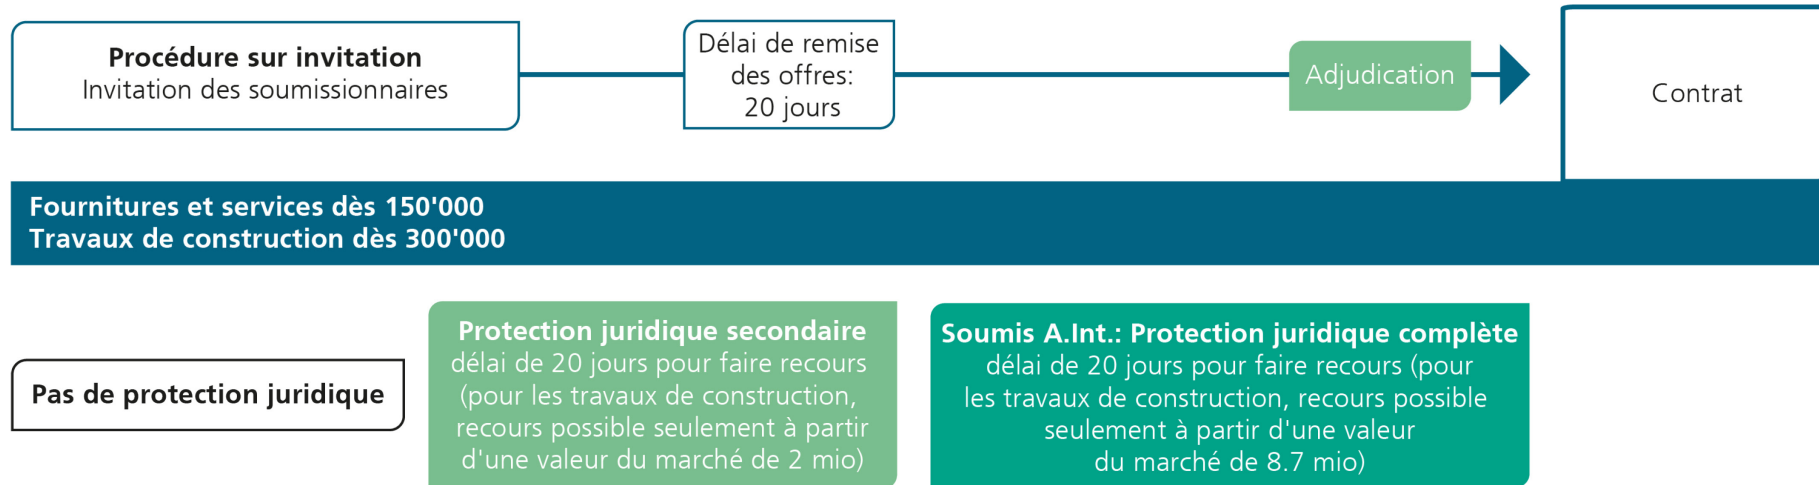 Procédure sur invitation
Invitation des soumissionnaires
Délai de remise
des offres:
20 jours
Adjudication
Contrat
Fournitures et services dès 150'000
Travaux de construction dès 300'000
Pas de protection juridique
Protection juridique secondaire
délai de 20 jours pour faire recours
(pour les travaux de construction,
recours possible seulement à partir
d'une valeur du marché de 2 mio)
Soumis A.Int.: Protection juridique complète
délai de 20 jours pour faire recours (pour
les travaux de construction, recours possible
seulement à partir d'une valeur
du marché de 8.7 mio)